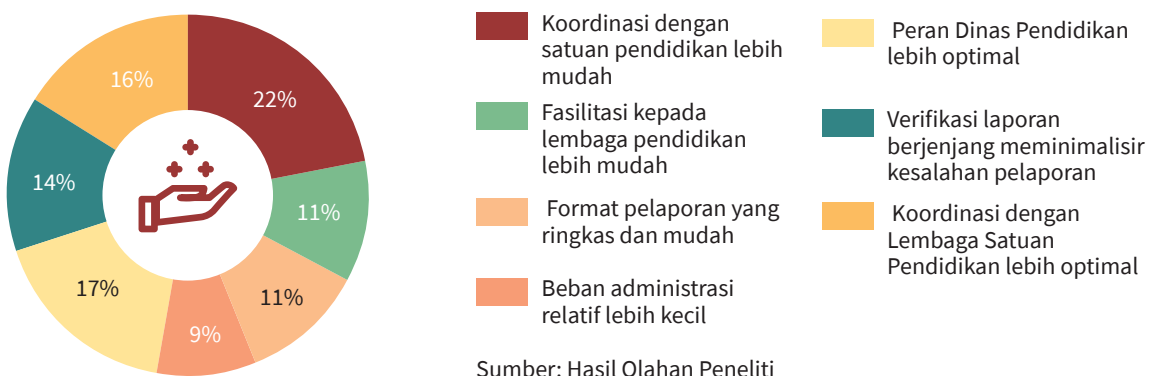 16%
22%
14%
11%
17%
11%
9%
Koordinasi dengan
satuan pendidikan lebih
mudah
Fasilitasi kepada
lembaga pendidikan
lebih mudah
Format pelaporan yang
ringkas dan mudah
Beban administrasi
relatif lebih kecil
Peran Dinas Pendidikan
lebih optimal
Verifikasi laporan
berjenjang meminimalisir
kesalahan pelaporan
Koordinasi dengan
Lembaga Satuan
Pendidikan lebih optimal
Sumber: Hasil Olahan Peneliti